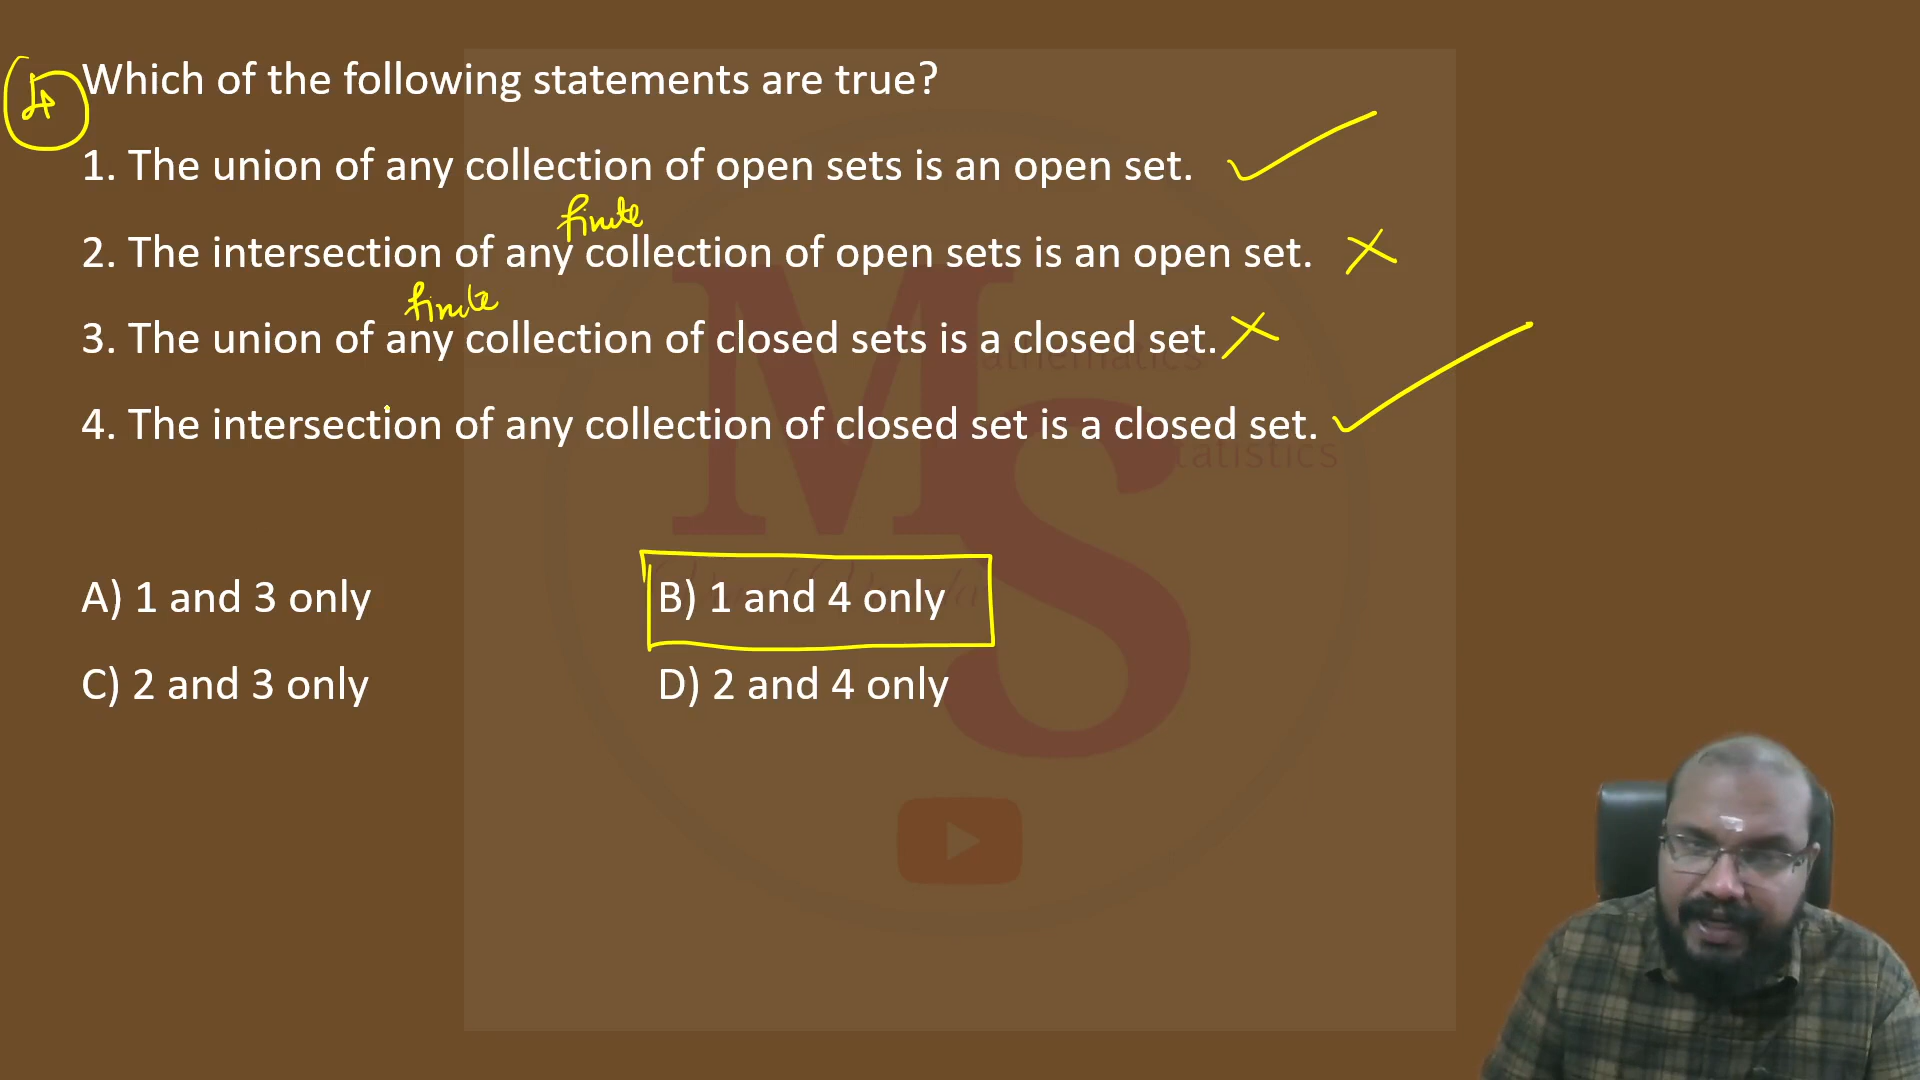 4
Which of the following statements are true?
1. The union of any collection of open sets is an open set.
finite
2. The intersection of any collection of open sets is an open set.
finite
3. The union of any collection of closed sets is a closed set.
4. The intersection of any collection of closed set is a closed set.
A) 1 and 3 only
B) 1 and 4 only
C) 2 and 3 only
D) 2 and 4 only
Mathematics
Statistics